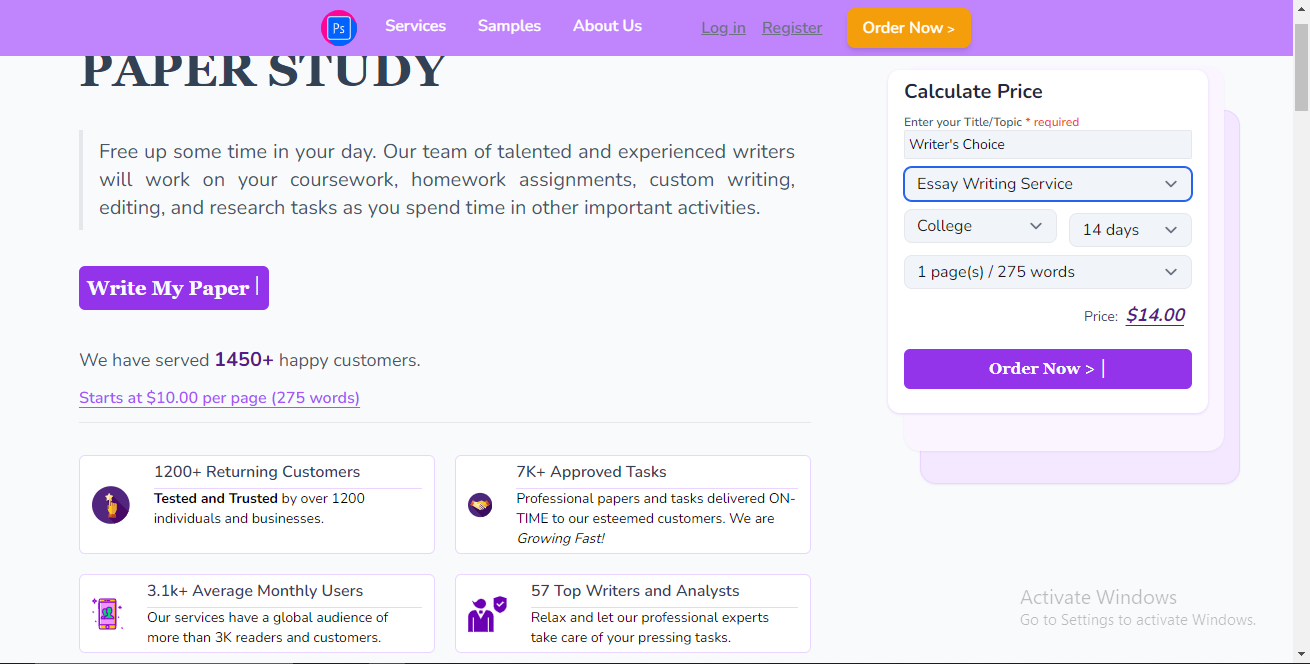 Ps
Services
Samples
About Us
Log in
Register
Order Now >
PAPER STUDY
Free up some time in your day. Our team of talented and experienced writers
will work on your coursework, homework assignments, custom writing,
editing, and research tasks as you spend time in other important activities.
Write My Paper |
We have served 1450+ happy customers.
Starts at $10.00 per page (275 words)
1200+ Returning Customers
Tested and Trusted by over 1200
individuals and businesses.
7K+ Approved Tasks
Professional papers and tasks delivered ON-
TIME to our esteemed customers. We are
Growing Fast!
3.1k+ Average Monthly Users
Our services have a global audience of
more than 3K readers and customers.
57 Top Writers and Analysts
Relax and let our professional experts
take care of your pressing tasks.
Calculate Price
Enter your Title/Topic * required
Writer's Choice
Essay Writing Service
College
14 days
1 page(s) / 275 words
Price: $14.00
Order Now > |
Activate Windows
Go to Settings to activate Windows.